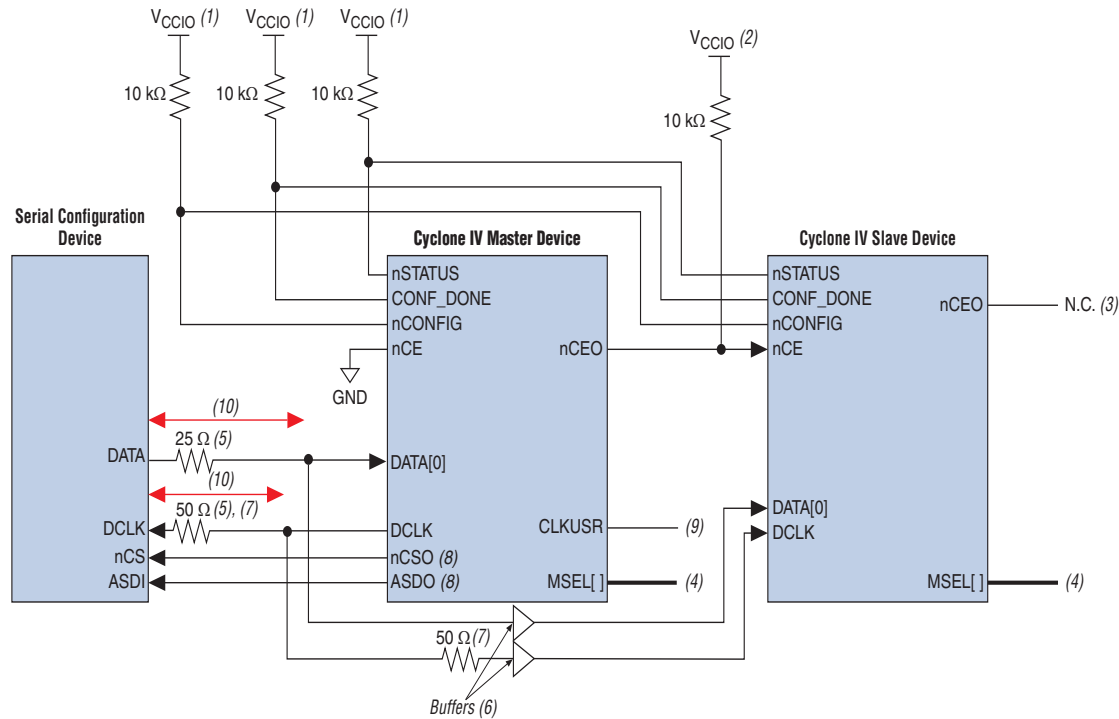 VCCIO (1) VCCIO (1) VCCIO (1)
VCCIO (2)
10 kΩ 10 kΩ 10 kΩ
10 kΩ
Serial Configuration
Device
Cyclone IV Master Device
Cyclone IV Slave Device
nSTATUS
CONF_DONE
nCONFIG
nCE
nCEO
GND
nSTATUS
CONF_DONE
nCONFIG
nCE
nCEO
N.C. (3)
(10)
25 Ω (5)
DATA
DATA[0]
(10)
50 Ω (5), (7)
DCLK
nCS
ASDI
DCLK
nCSO (8)
ASDO (8)
CLKUSR
(9)
MSEL[ ]
(4)
DATA[0]
DCLK
MSEL[ ]
(4)
50 Ω (7)
Buffers (6)